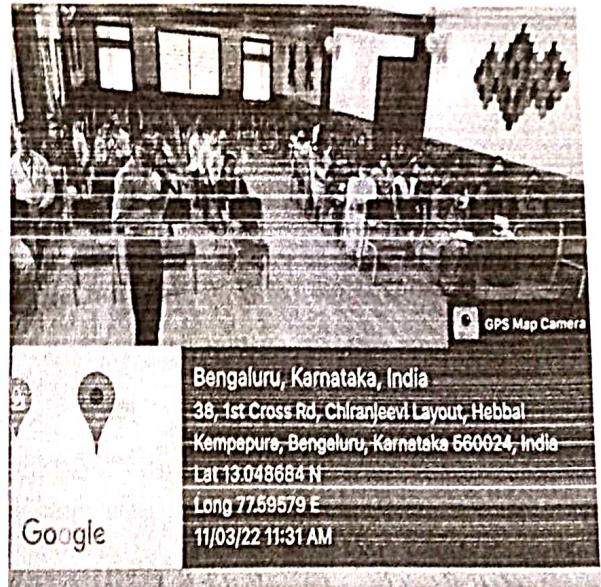 GPS Map Camera
Bengaluru, Karnataka, India
38, 1st Cross Rd, Chiranjeevi Layout, Hebbal
Kempapura, Bengaluru, Karnataka 560024, India
Lat 13.048684 N
Long 77.59579 E
11/03/22 11:31 AM
Google